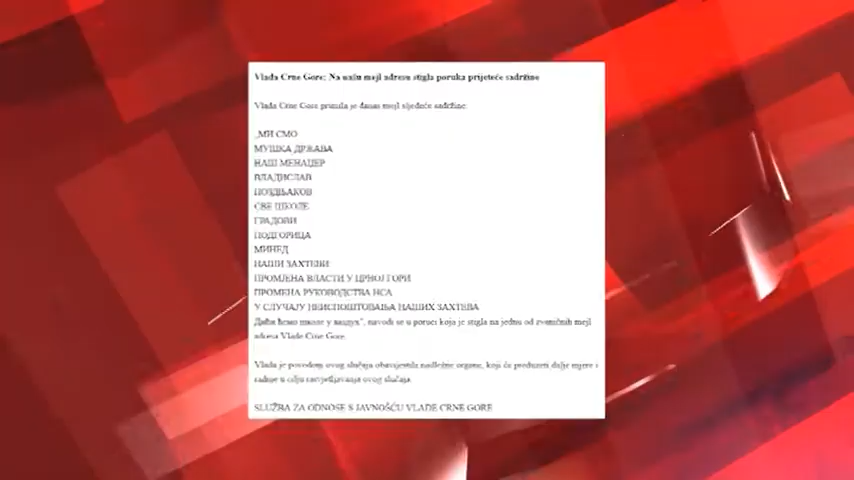 Vlada Crne Gore: Na našu mejl adresu stigla poruka prijeteće sadržine
Vlada Crne Gore primila je danas mejl sljedeće sadržine:
„МИ СМО
МУШКА ДРЖАВА
НАШ МЕНАЏЕР
ВЛАДИСЛАВ
ПОЗДЊАКОВ
СВЕ ШКОЛЕ
ГРАДОВИ
ПОДГОРИЦА
МИНЕД
НАШИ ЗАХТЕВИ
ПРОМЈЕНА ВЛАСТИ У ЦРНОЈ ГОРИ
ПРОМЕНА РУКОВОДСТВА НСА
У СЛУЧАЈУ НЕИСПОШТОВАЊА НАШИХ ЗАХТЕВА
ћемо школе у ваздух", navodi se u poruci koja je stigla na jednu od zvaničnih mejl
adresa Vlade Crne Gore.
Vlada je povodom ovog slučaja obavijestila nadležne organe, koji će preduzeti dalje mjere i
radnje u cilju rasvjetljavanja ovog slučaja.
SLUŽBA ZA ODNOSE S JAVNOŠĆU VLADE CRNE GORE